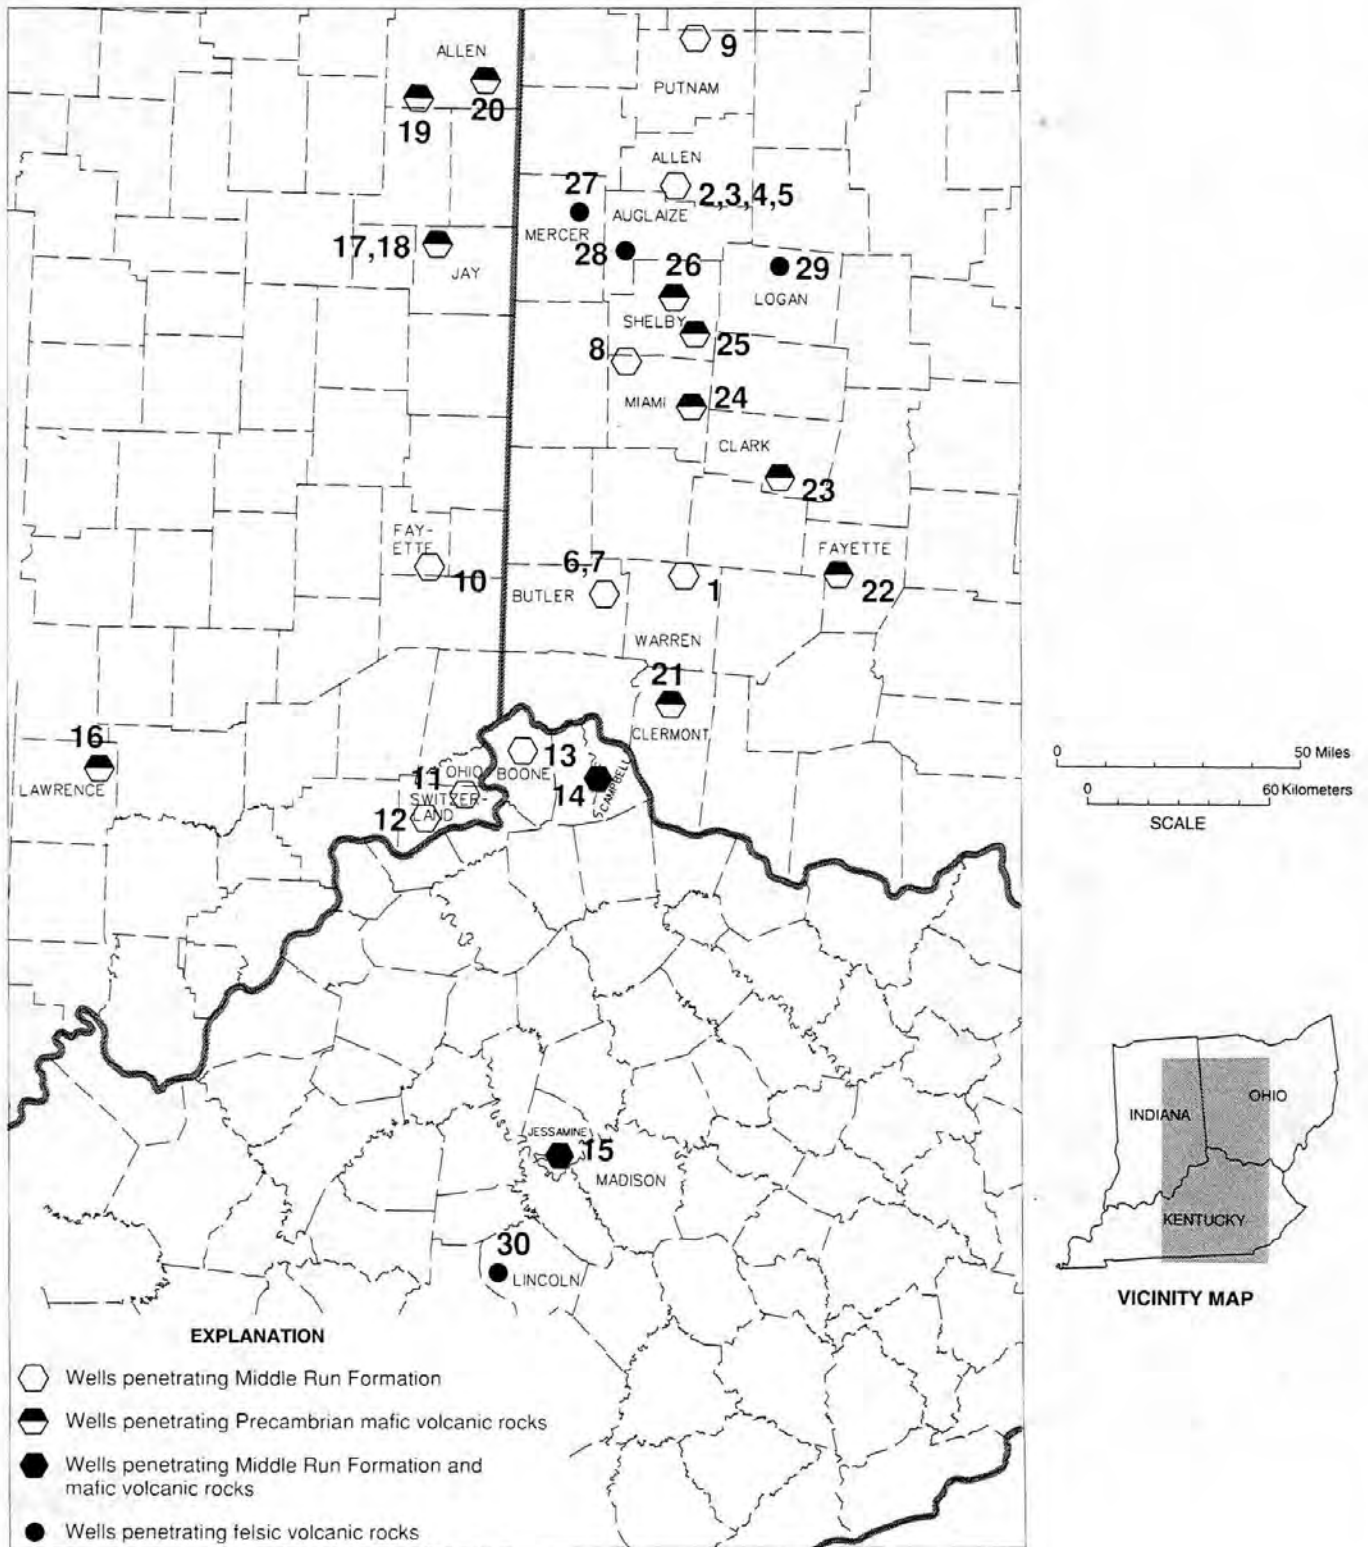 ALLEN
9
PUTNAM
19
20
ALLEN
27
2,3,4,5
AUGLAIZE
MERCER
17,18
28
26
29
JAY
LOGAN
SHELBY
25
8
24
MIAMI
CLARK
23
FAY-
ETTE
FAYETTE
6,7
10
1
22
BUTLER
WARREN
21
16
CLERMONT
13
OHIO
BOONE
11
LAWRENCE
SWITZER-
LAND
14
CAMPBELL
12
0
50 Miles
0
60 Kilometers
SCALE
INDIANA
OHIO
JESSAMINE
15
MADISON
KENTUCKY
30
LINCOLN
VICINITY MAP
EXPLANATION
Wells penetrating Middle Run Formation
Wells penetrating Precambrian mafic volcanic rocks
Wells penetrating Middle Run Formation and
mafic volcanic rocks
Wells penetrating felsic volcanic rocks